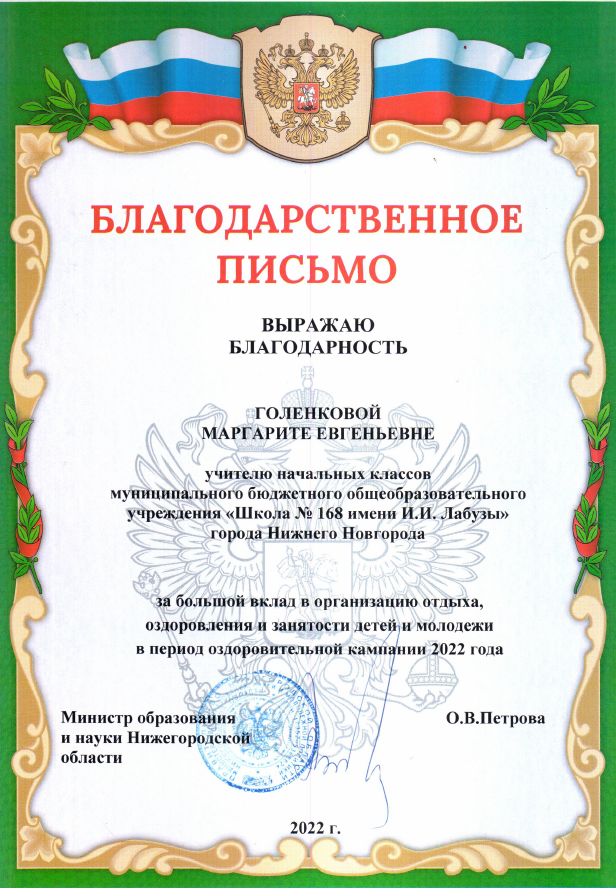 БЛАГОДАРСТВЕННОЕ
ПИСЬМО
ВЫРАЖАЮ
БЛАГОДАРНОСТЬ
ГОЛЕНКОВОЙ
МАРГАРИТЕ ЕВГЕНЬЕВНЕ
учителю начальных классов
муниципального бюджетного общеобразовательного
учреждения «Школа № 168 имени И.И. Лабузы»
города Нижнего Новгорода
за большой вклад в организацию отдыха,
оздоровления и занятости детей и молодежи
в период оздоровительной кампании 2022 года
Министр образования
и науки Нижегородской
области
О.В.Петрова
2022 г.